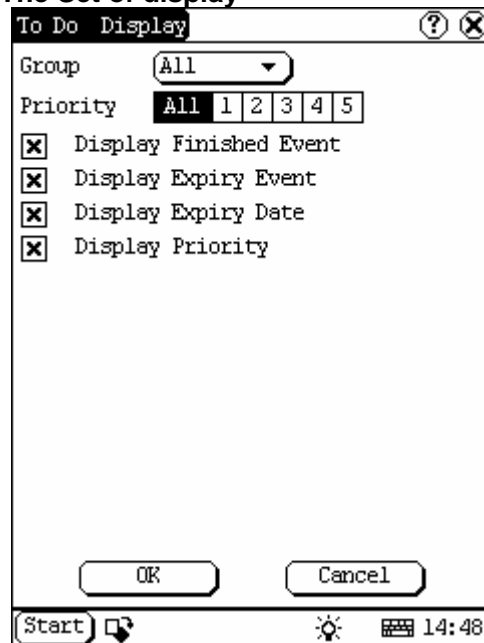 The Set of display
To Do Display ?
Group All
Priority All 1 2 3 4 5
Display Finished Event
Display Expiry Event
Display Expiry Date
Display Priority
OK Cancel
Start 14:48